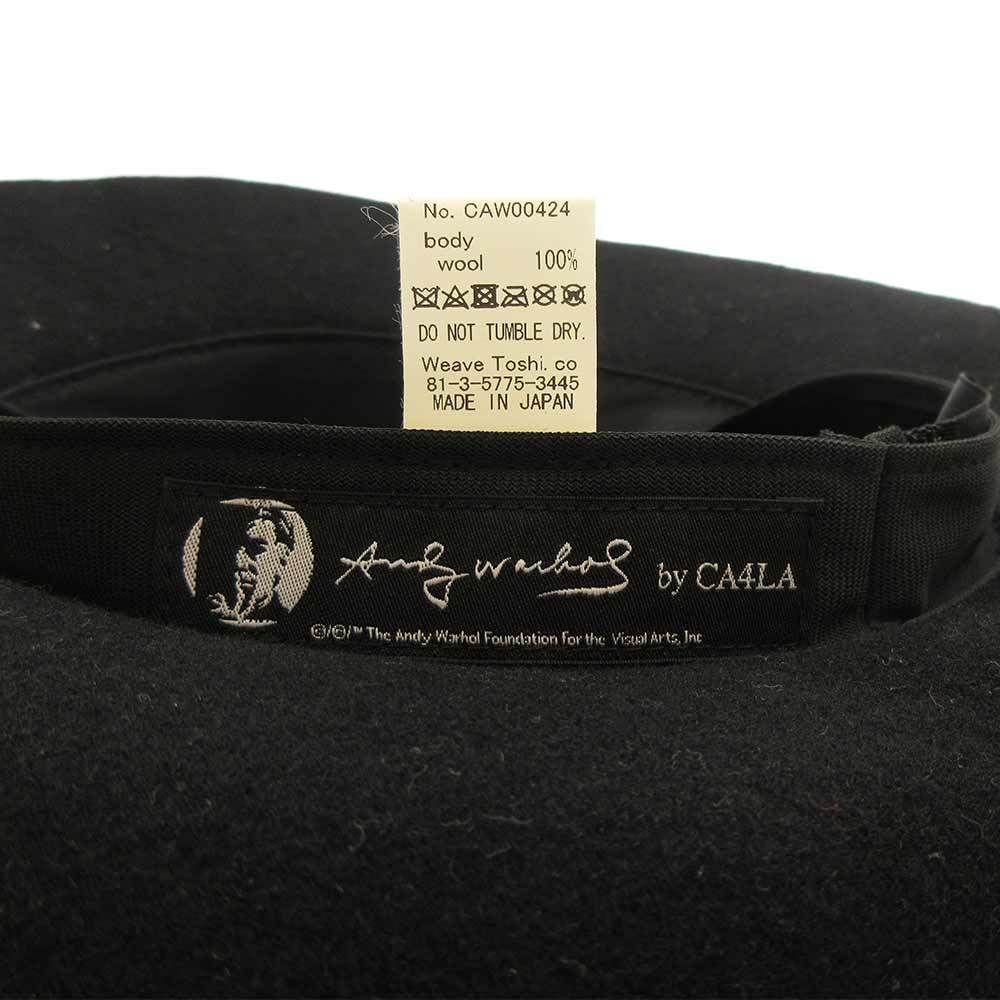 No. CAW00424
body
wool 100%
DO NOT TUMBLE DRY.
Weave Toshi. co
81-3-5775-3445
MADE IN JAPAN
Andy Warhol by CA4LA
©/®/™ The Andy Warhol Foundation For the Visual Arts, Inc